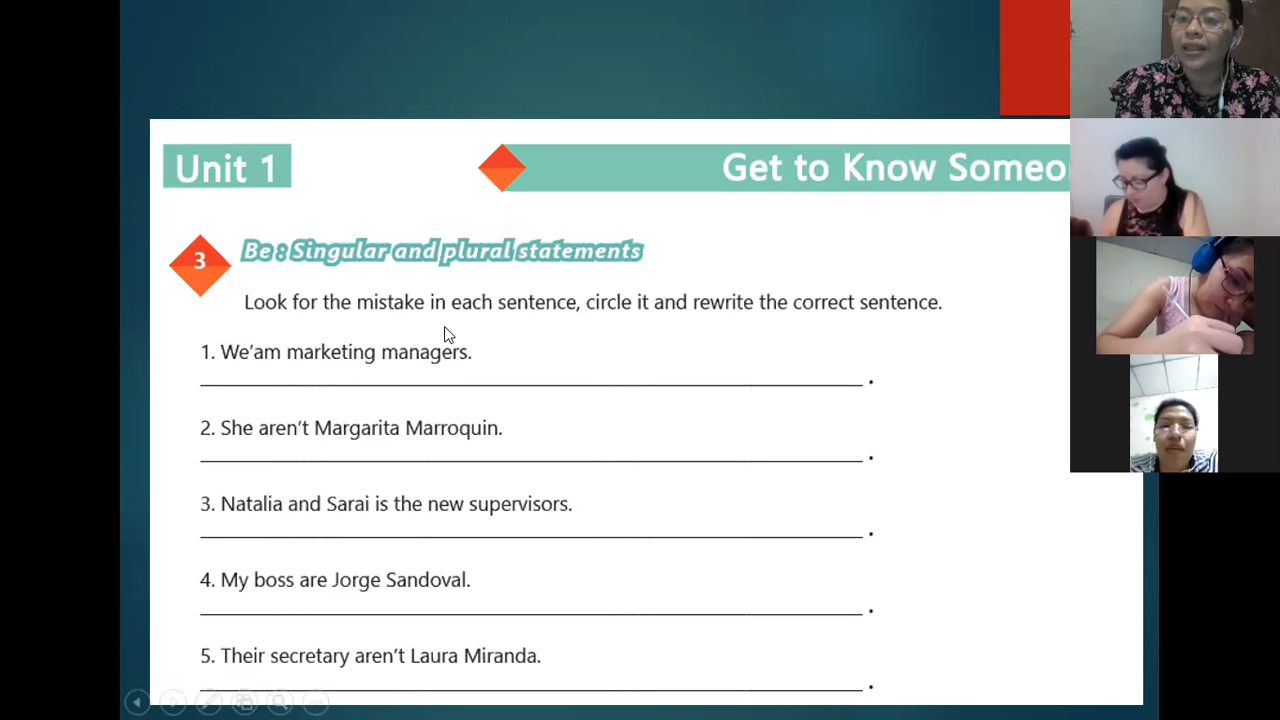 Unit 1
Get to Know Someo
3
Be : Singular and plural statements
Look for the mistake in each sentence, circle it and rewrite the correct sentence.
1. We'am marketing managers.
2. She aren't Margarita Marroquin.
3. Natalia and Sarai is the new supervisors.
4. My boss are Jorge Sandoval.
5. Their secretary aren't Laura Miranda.